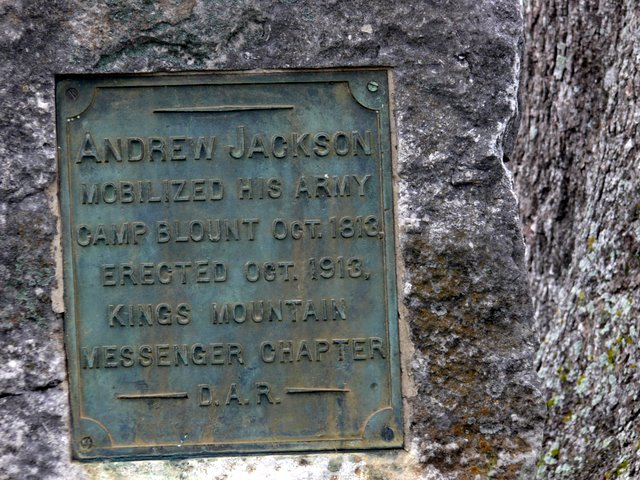 ANDREW JACKSON
MOBILIZED HIS ARMY
CAMP BLOUNT OCT. 1813,
ERECTED OCT. 1913,
KINGS MOUNTAIN
MESSENGER CHAPTER
D.A.R.